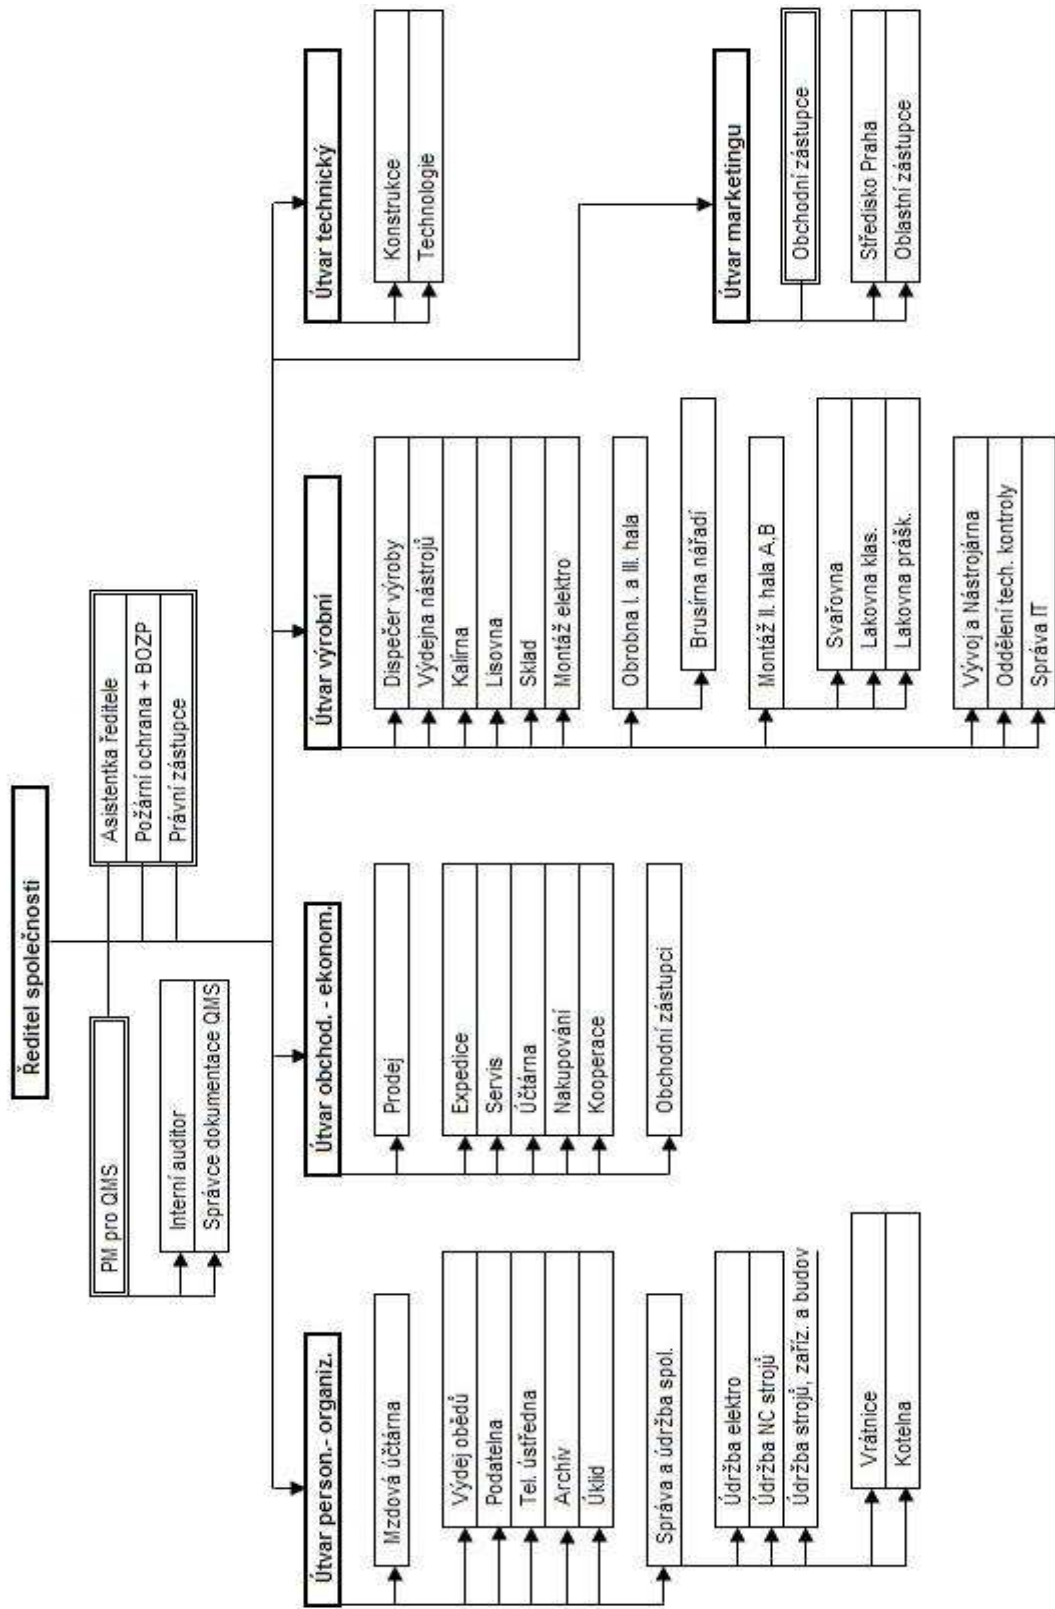 Ředitel společnosti
PM pro QMS
Interní auditor
Správce dokumentace QMS
Asistentka ředitele
Požární ochrana + BOZP
Právní zástupce
Útvar person.- organiz.
Mzdová účtárna
Výdej obědů
Podatelna
Tel. ústředna
Archív
Úklid
Správa a údržba spol.
Údržba elektro
Údržba NC strojů
Údržba strojů, zaříz. a budov
Vrátnice
Kotelna
Útvar obchod. - ekonom.
Prodej
Expedice
Servis
Účtárna
Nakupování
Kooperace
Obchodní zástupci
Útvar výrobní
Dispečer výroby
Výdejna nástrojů
Kalírna
Lisovna
Sklad
Montáž elektro
Obrobna I. a III. hala
Brusírna nářadí
Montáž II. hala A,B
Svařovna
Lakovna klas.
Lakovna prášk.
Vývoj a Nástrojárna
Oddělení tech. kontroly
Správa IT
Útvar technický
Konstrukce
Technologie
Útvar marketingu
Obchodní zástupce
Středisko Praha
Oblastní zástupce